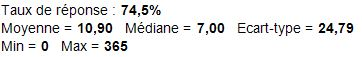 Taux de réponse : 74,5%
Moyenne = 10,90 Médiane = 7,00 Ecart-type = 24,79
Min = 0 Max = 365